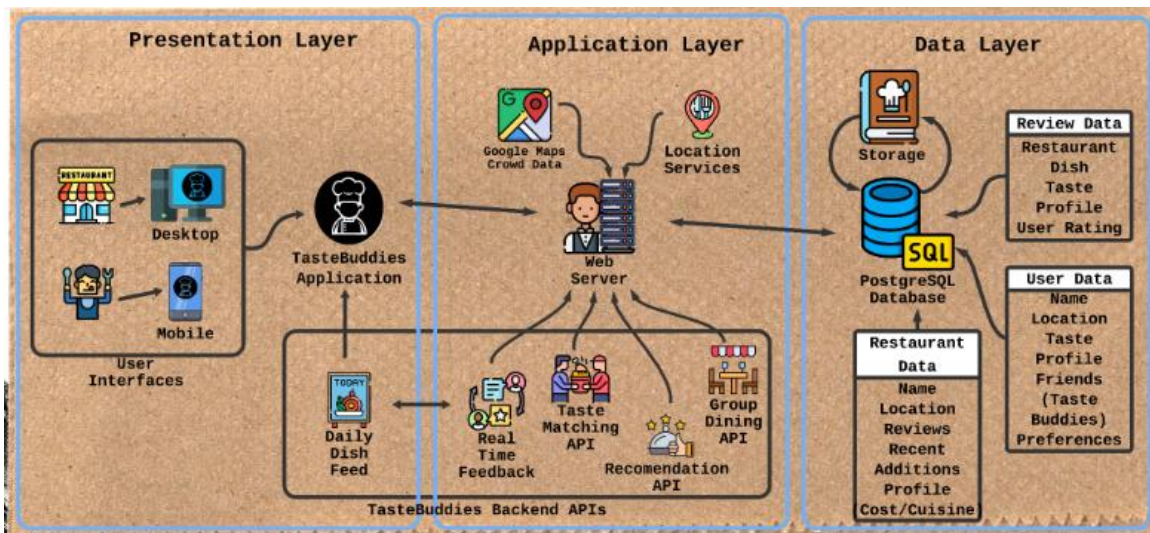 Presentation Layer
RESTAURANT
Desktop
Mobile
User
Interfaces
TasteBuddies
Application
TODAY
Daily
Dish
Feed
Application Layer
G
Google Maps
Crowd Data
Location
Services
Web
Server
Real
Time
Feedback
Taste
Matching
API
Recomendation
API
Group
Dining
API
TasteBuddies Backend APIs
Data Layer
Storage
SQL
PostgreSQL
Database
Review Data
Restaurant
Dish
Taste
Profile
User Rating
User Data
Name
Location
Taste
Profile
Friends
(Taste
Buddies)
Preferences
Restaurant
Data
Name
Location
Reviews
Recent
Additions
Profile
Cost/Cuisine